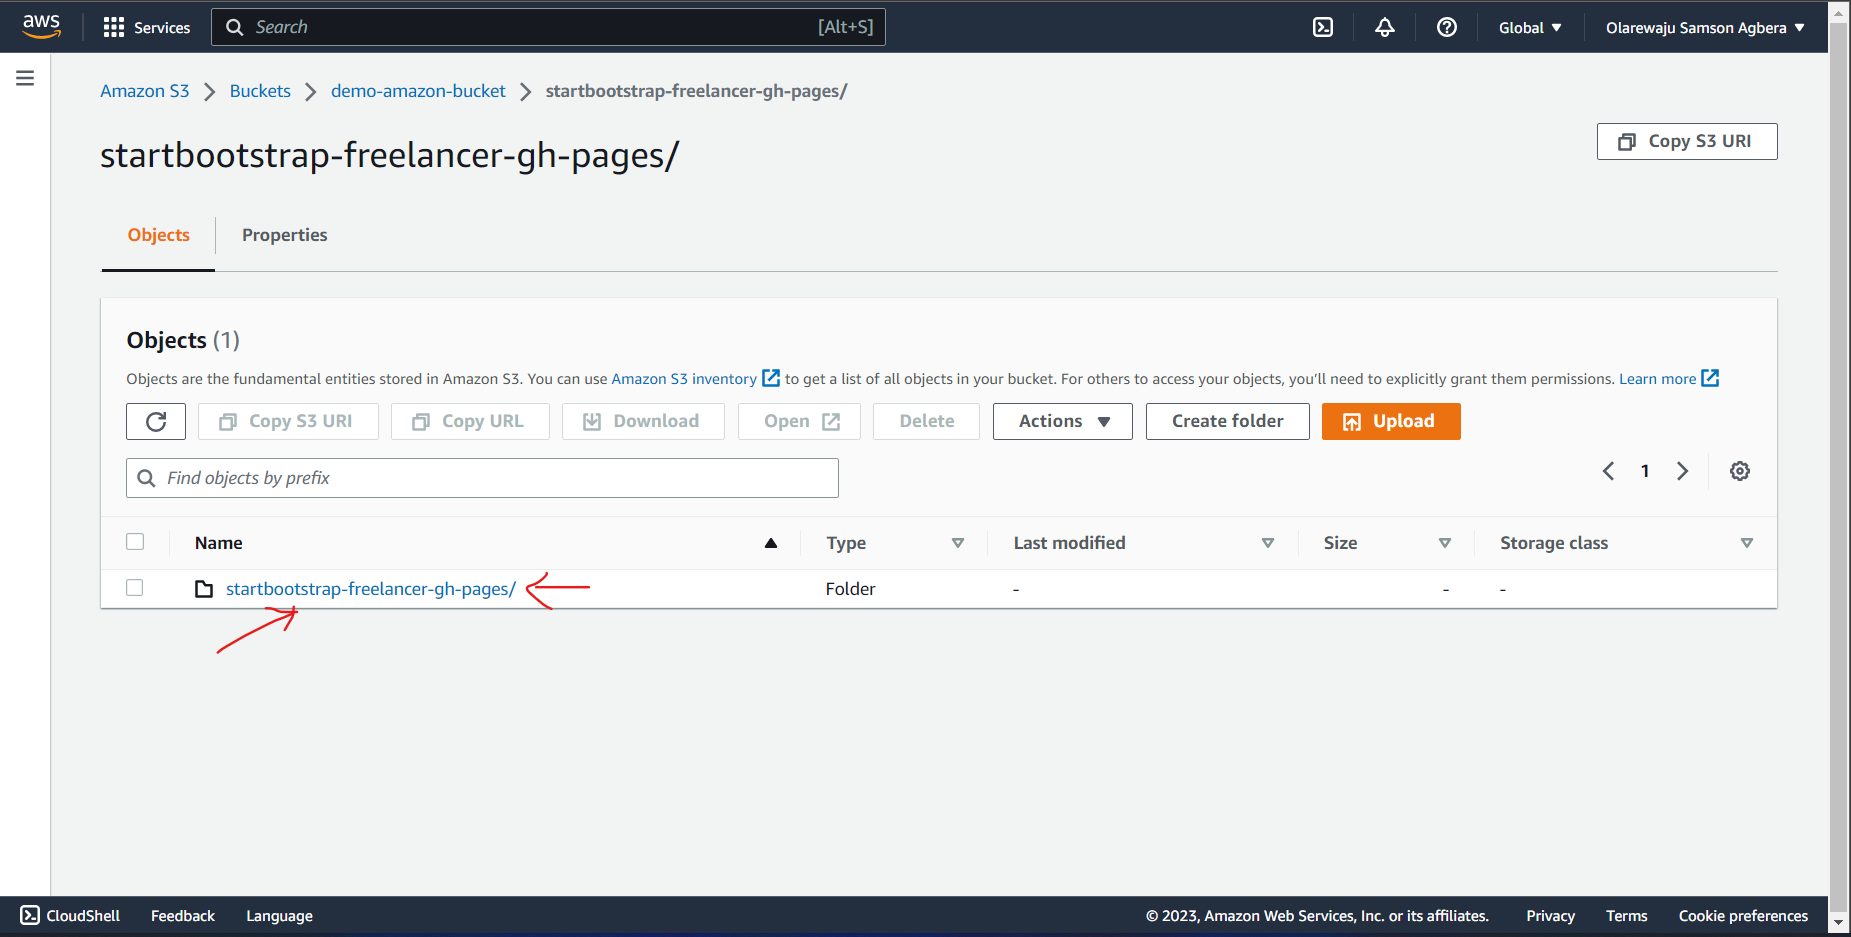 aws Services Search [Alt+S] Global Olarewaju Samson Agbera
Amazon S3 Buckets demo-amazon-bucket startbootstrap-freelancer-gh-pages/
startbootstrap-freelancer-gh-pages/
Copy S3 URI
Objects Properties
Objects (1)
Objects are the fundamental entities stored in Amazon S3. You can use Amazon S3 inventory to get a list of all objects in your bucket. For others to access your objects, you’ll need to explicitly grant them permissions. Learn more
Copy S3 URI Copy URL Download Open Delete Actions Create folder Upload
Find objects by prefix 1
Name Type Last modified Size Storage class
startbootstrap-freelancer-gh-pages/ Folder - - -
CloudShell Feedback Language © 2023, Amazon Web Services, Inc. or its affiliates. Privacy Terms Cookie preferences